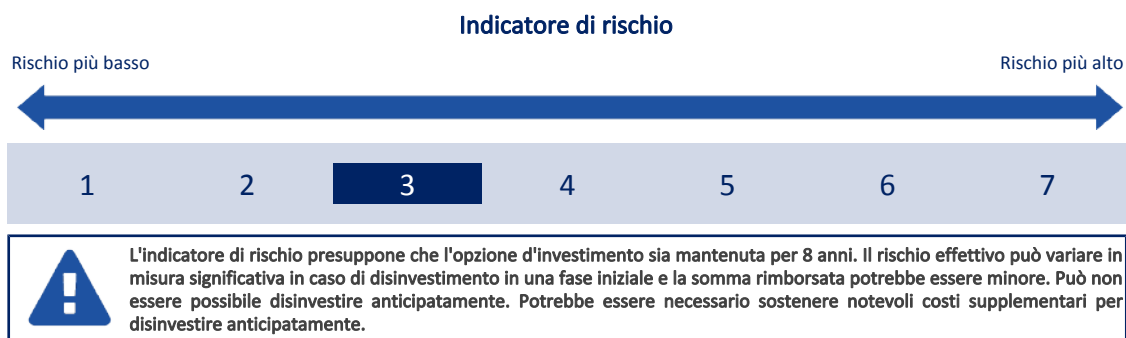 Indicatore di rischio
Rischio più basso
Rischio più alto
1 2 3 4 5 6 7
L'indicatore di rischio presuppone che l'opzione d'investimento sia mantenuta per 8 anni. Il rischio effettivo può variare in
misura significativa in caso di disinvestimento in una fase iniziale e la somma rimborsata potrebbe essere minore. Può non
essere possibile disinvestire anticipatamente. Potrebbe essere necessario sostenere notevoli costi supplementari per
disinvestire anticipatamente.